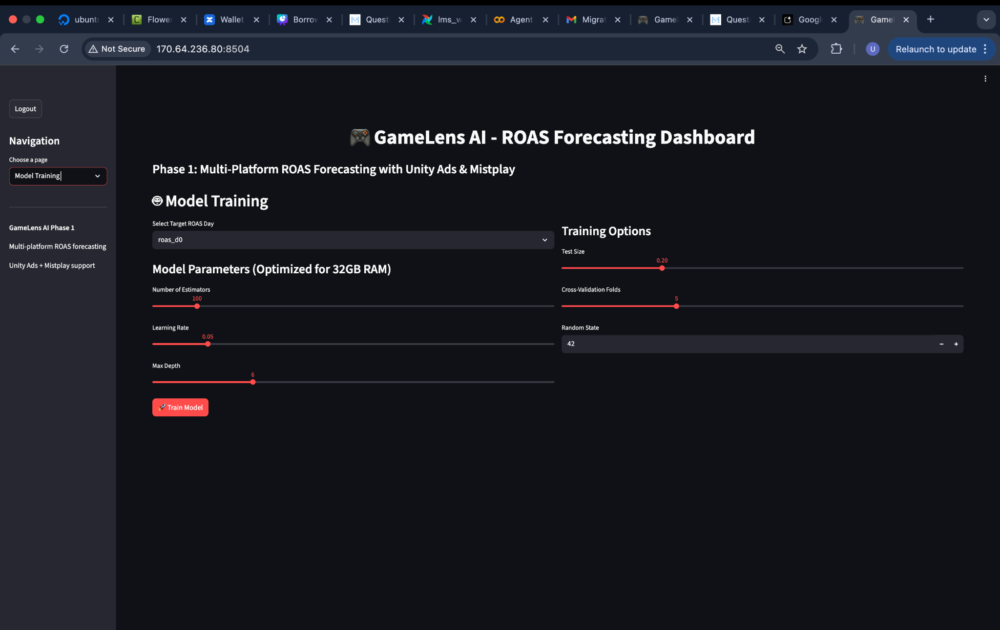 ubuntu
Flower
Wallet
Borrow
Questi
lms_w
Agent
Migrat
Gamel
Questi
Googl
Gamel
Not Secure
170.64.236.80:8504
U
Relaunch to update
Logout
Navigation
Choose a page
Model Training
GameLens AI Phase 1
Multi-platform ROAS forecasting
Unity Ads + Mistplay support
GameLens AI - ROAS Forecasting Dashboard
Phase 1: Multi-Platform ROAS Forecasting with Unity Ads & Mistplay
Model Training
Select Target ROAS Day
roas_d0
Model Parameters (Optimized for 32GB RAM)
Number of Estimators
100
Learning Rate
0.05
Max Depth
6
Train Model
Training Options
Test Size
0.20
Cross-Validation Folds
5
Random State
42